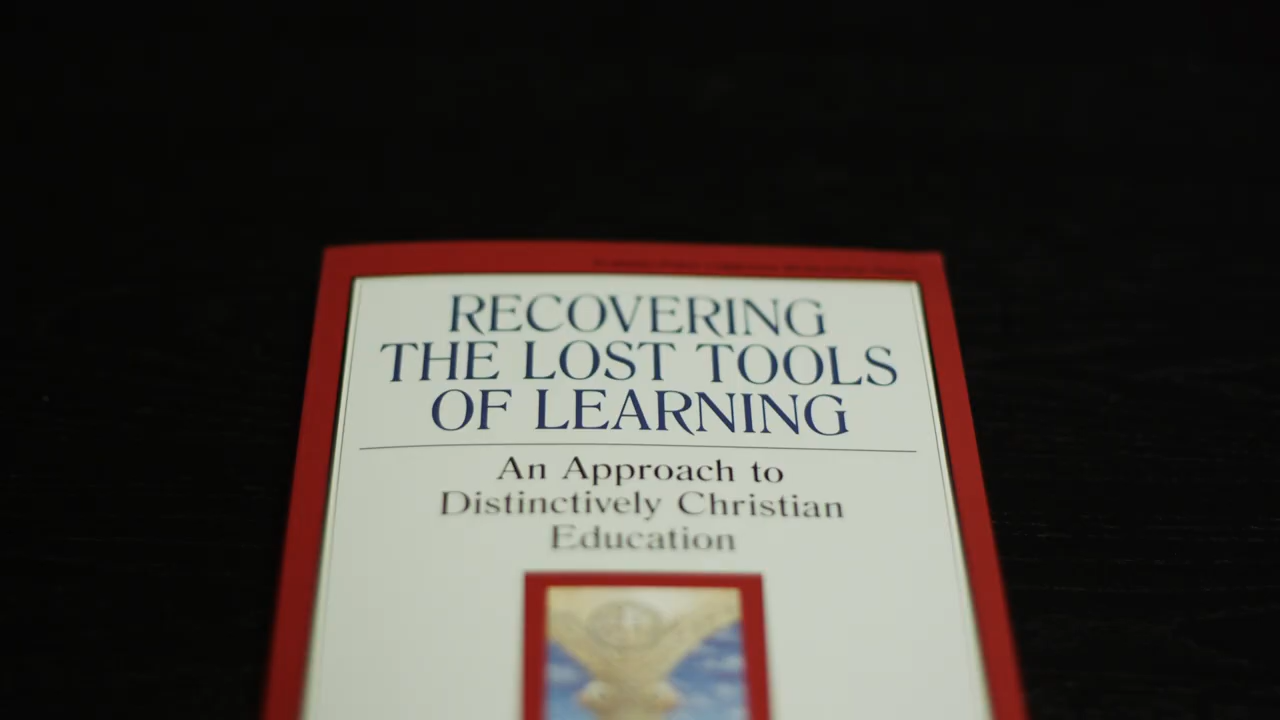 RECOVERING
THE LOST TOOLS
OF LEARNING
An Approach to
Distinctively Christian
Education